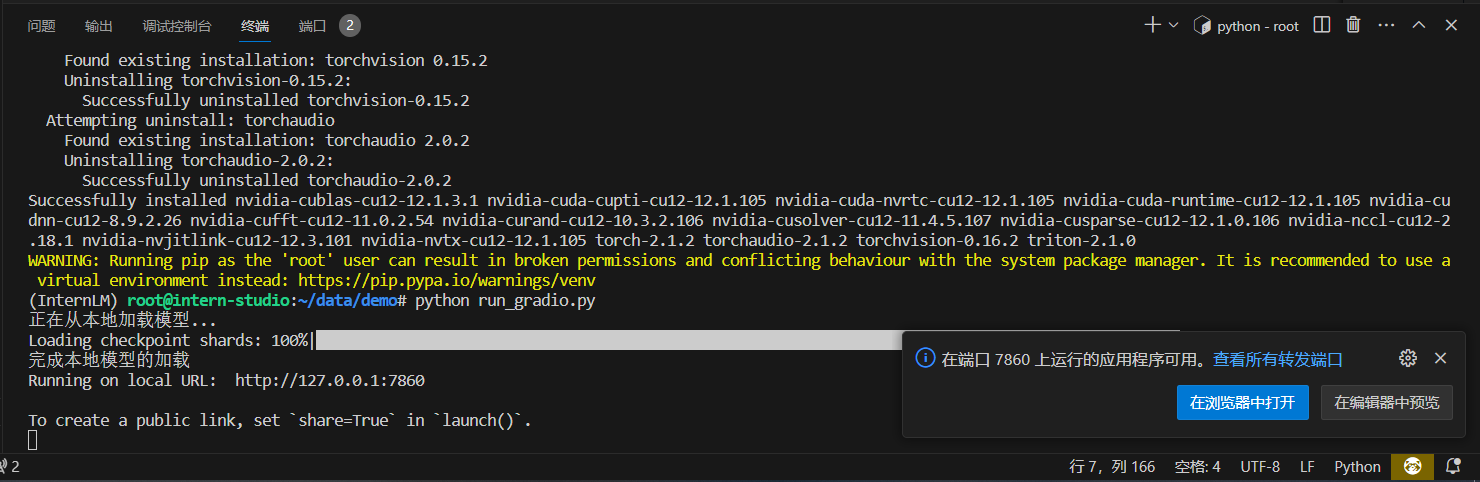 问题 输出 调试控制台 终端 端口 2 python - root
Found existing installation: torchvision 0.15.2
Uninstalling torchvision-0.15.2:
Successfully uninstalled torchvision-0.15.2
Attempting uninstall: torchaudio
Found existing installation: torchaudio 2.0.2
Uninstalling torchaudio-2.0.2:
Successfully uninstalled torchaudio-2.0.2
Successfully installed nvidia-cublas-cu12-12.1.3.1 nvidia-cuda-cupti-cu12-12.1.105 nvidia-cuda-nvrtc-cu12-12.1.105 nvidia-cuda-runtime-cu12-12.1.105 nvidia-cu
dnn-cu12-8.9.2.26 nvidia-cufft-cu12-11.0.2.54 nvidia-curand-cu12-10.3.2.106 nvidia-cusolver-cu12-11.4.5.107 nvidia-cusparse-cu12-12.1.0.106 nvidia-nccl-cu12-2
.18.1 nvidia-nvjitlink-cu12-12.3.101 nvidia-nvtx-cu12-12.1.105 torch-2.1.2 torchaudio-2.1.2 torchvision-0.16.2 triton-2.1.0
WARNING: Running pip as the 'root' user can result in broken permissions and conflicting behaviour with the system package manager. It is recommended to use a
virtual environment instead: https://pip.pypa.io/warnings/venv
(InternLM) root@intern-studio:~/data/demo# python run_gradio.py
正在从本地加载模型...
Loading checkpoint shards: 100%|
完成本地模型的加载
Running on local URL:  http://127.0.0.1:7860
To create a public link, set `share=True` in `launch()`.
在端口 7860 上运行的应用程序可用。查看所有转发端口
在浏览器中打开 在编辑器中预览
2 行 7，列 166 空格: 4 UTF-8 LF Python